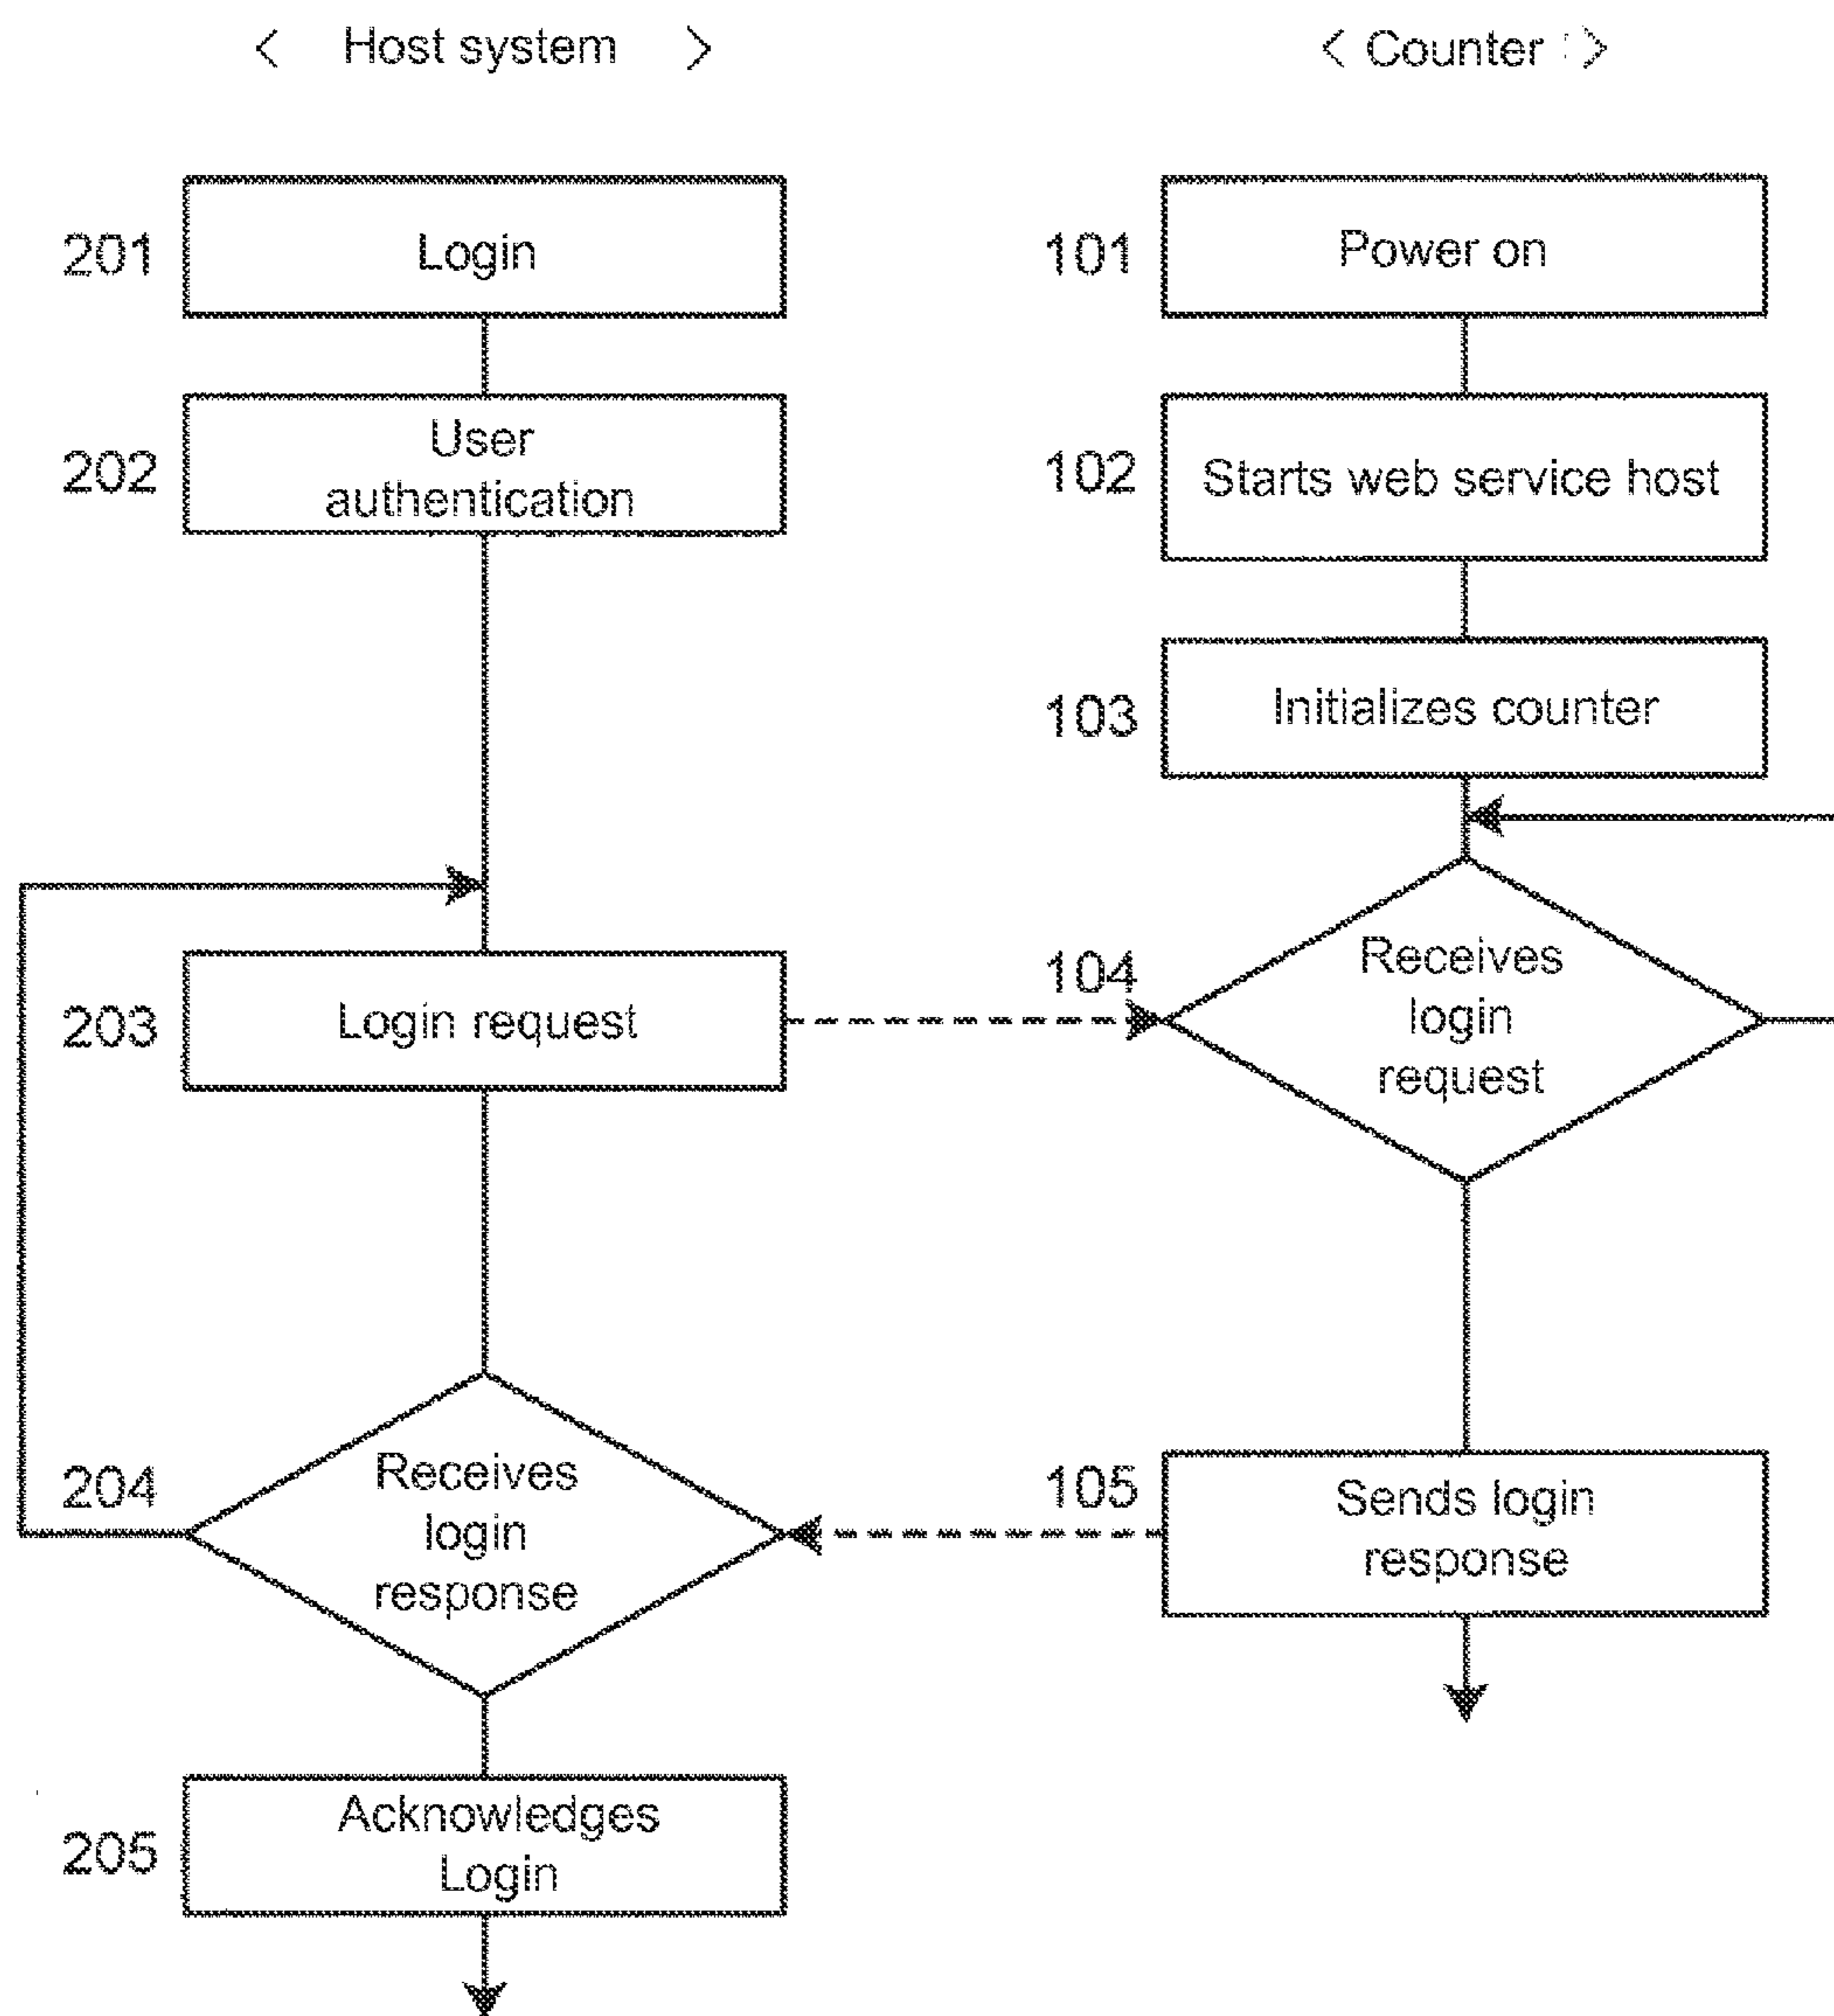 < Host system >
< Counter >
201
Login
101
Power on
202
User
authentication
102
Starts web service host
103
Initializes counter
203
Login request
104
Receives
login
request
204
Receives
login
response
105
Sends login
response
205
Acknowledges
Login